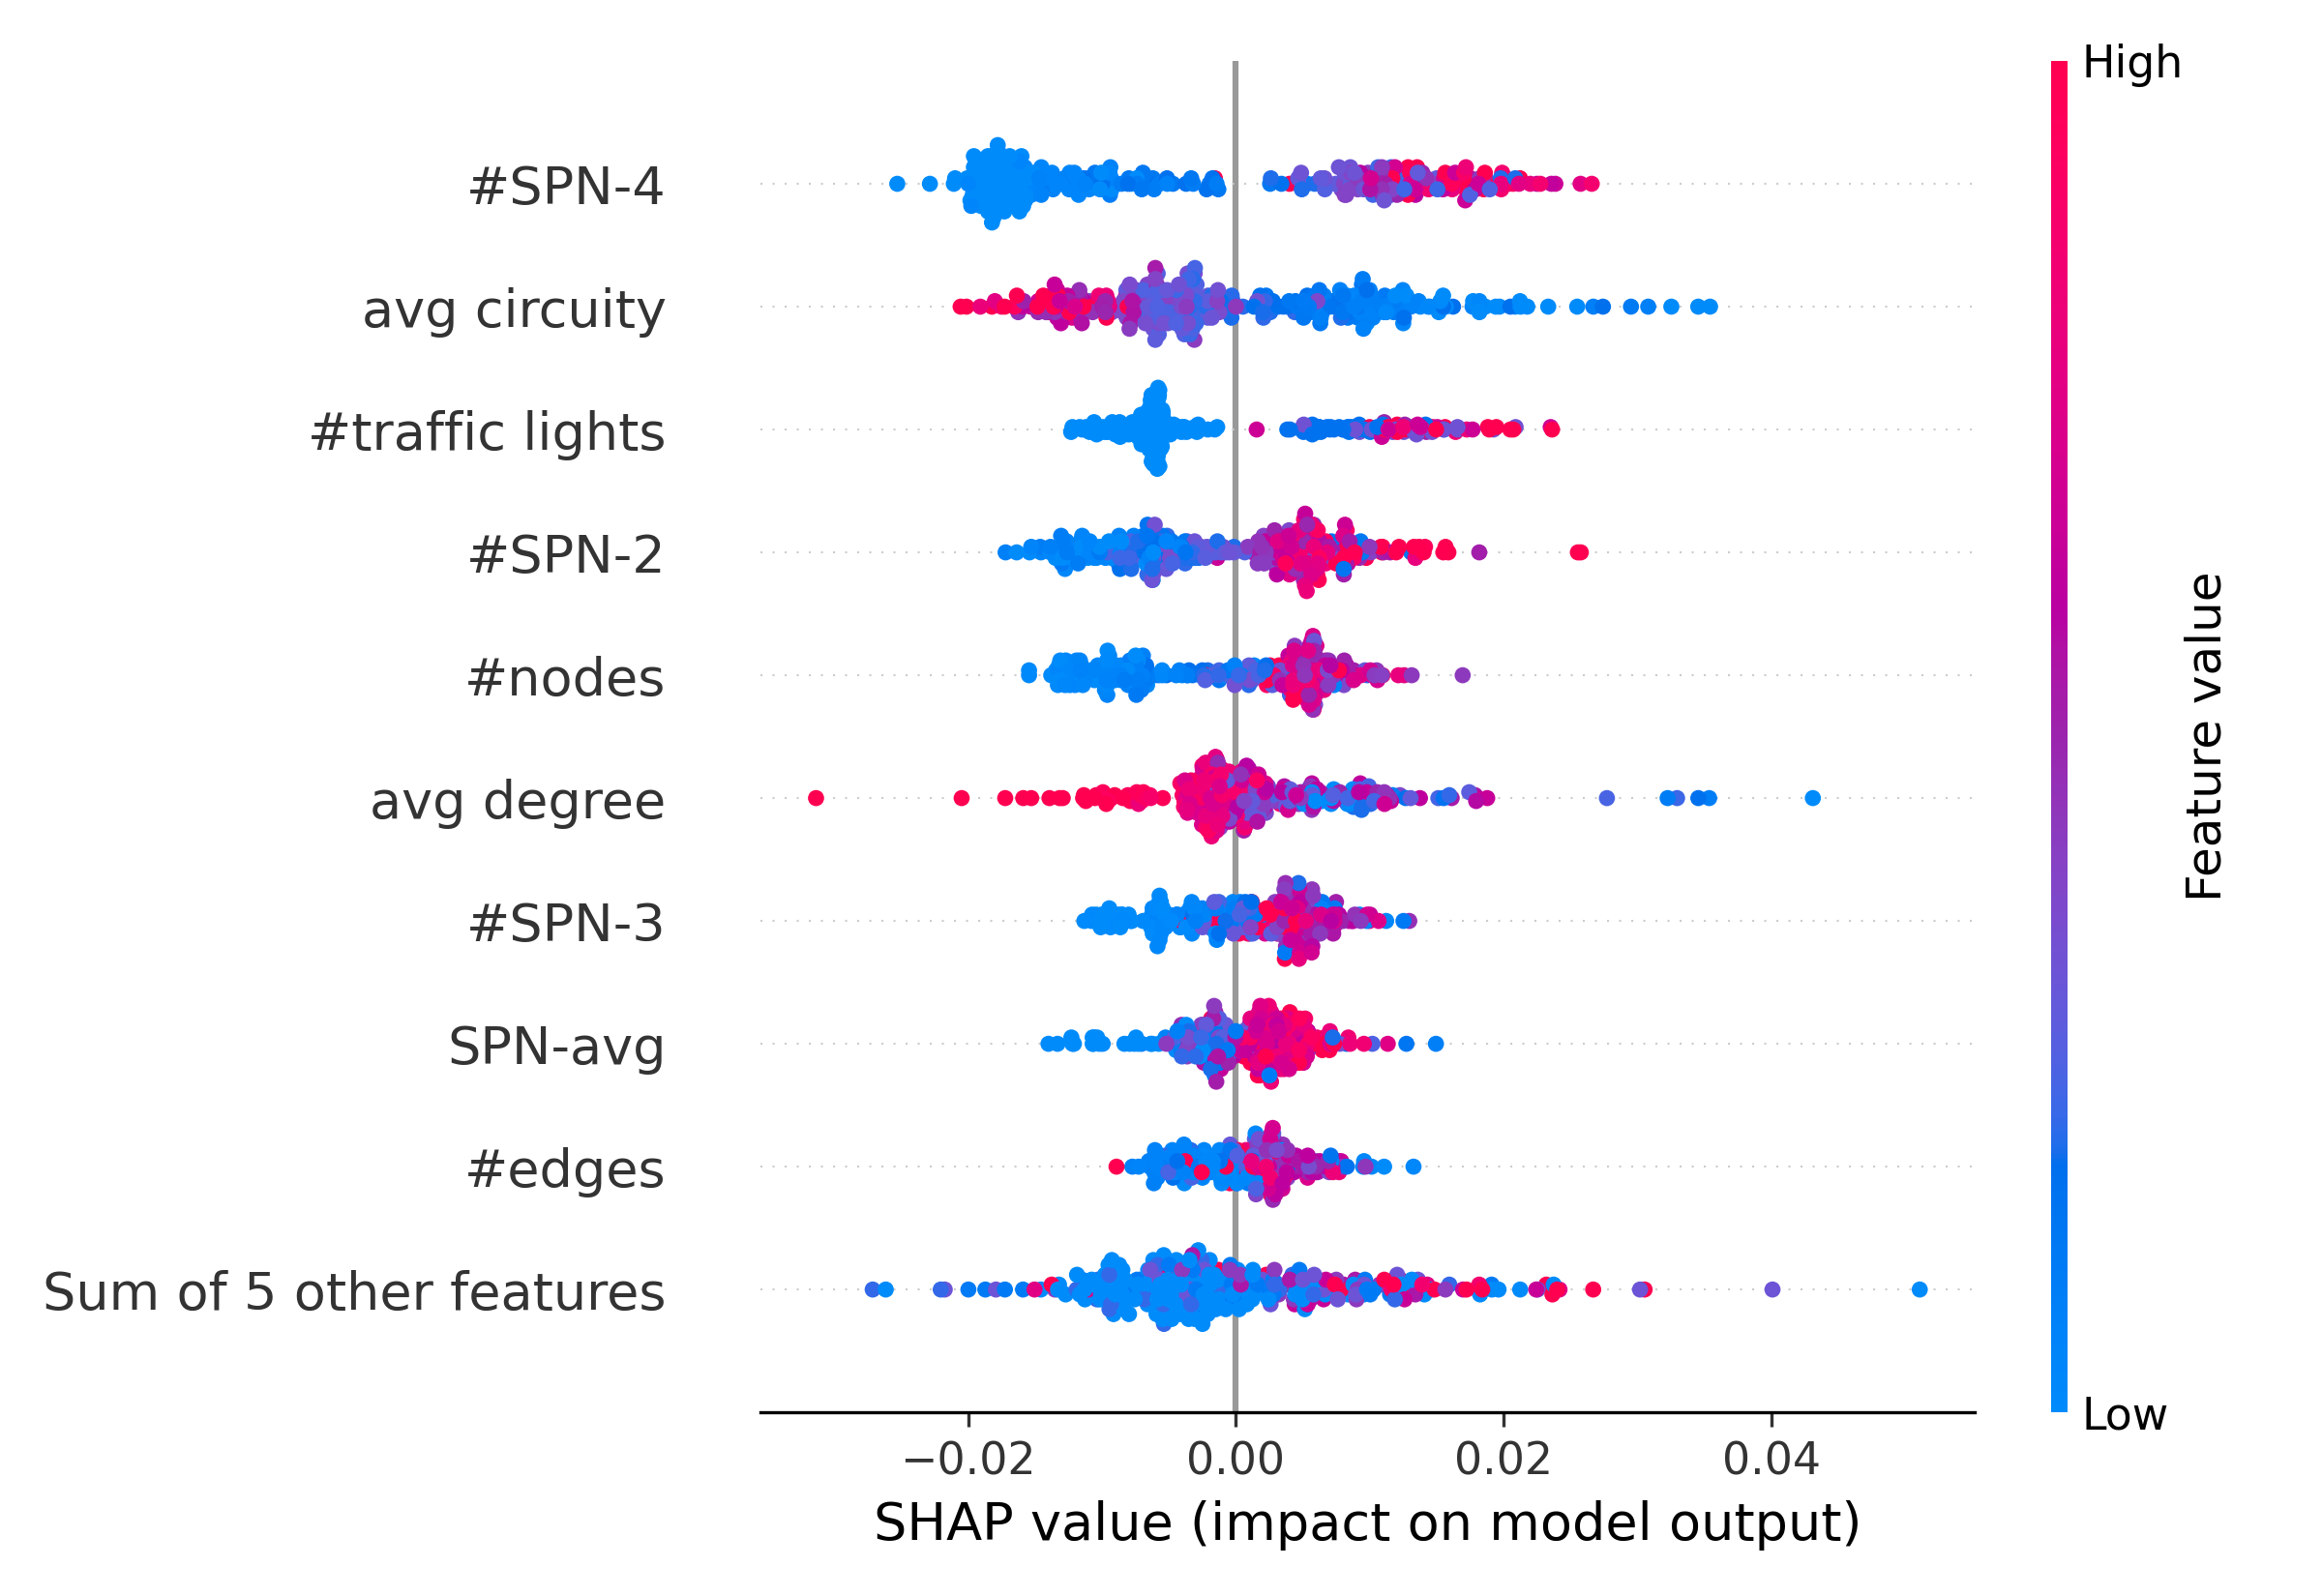 High
#SPN-4
avg circuity
#traffic lights
#SPN-2
#nodes
avg degree
#SPN-3
SPN-avg
#edges
Sum of 5 other features
Feature value
Low
−0.02 0.00 0.02 0.04
SHAP value (impact on model output)